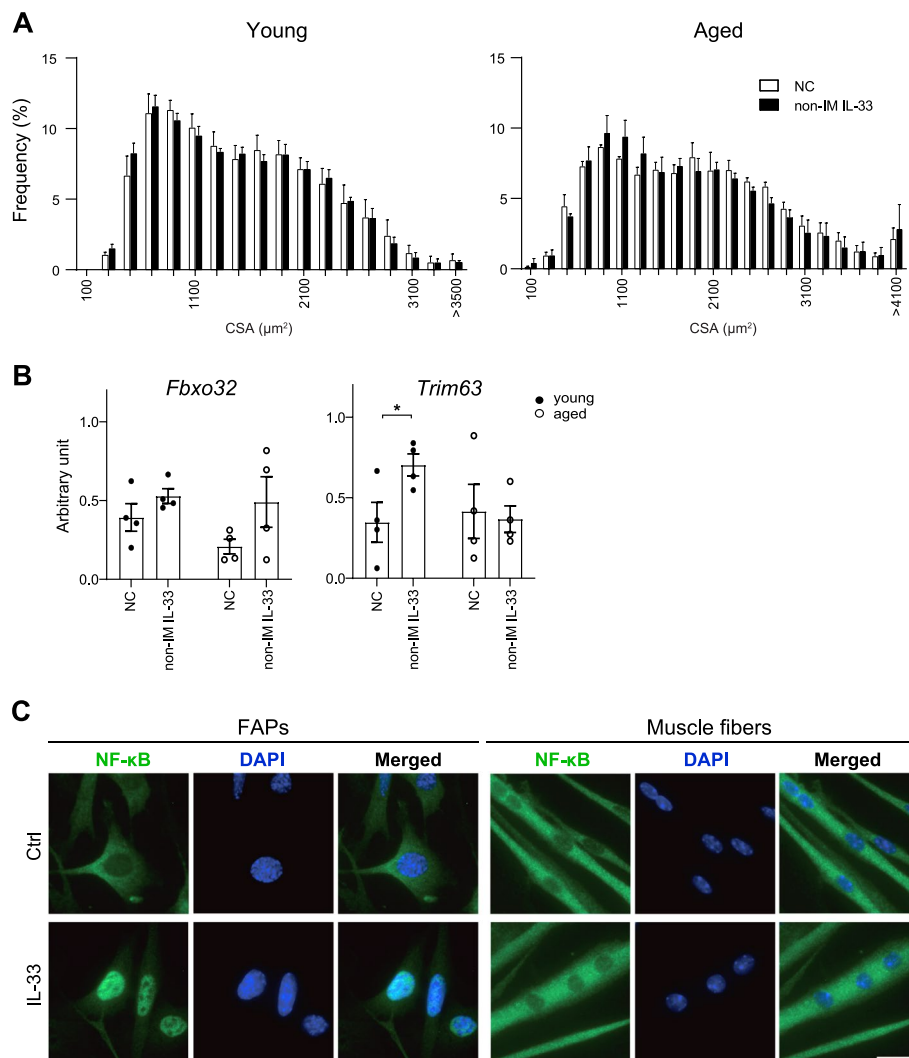 A
Young
Aged
Frequency (%)
15
10
5
0
100
1100
2100
3100
>3500
CSA (µm²)
15
10
5
0
100
1100
2100
3100
>4100
CSA (µm²)
NC
non-IM IL-33
B
Fbxo32
Trim63
Arbitrary unit
1.0
0.5
0.0
NC
non-IM IL-33
NC
non-IM IL-33
1.0
0.5
0.0
*
NC
non-IM IL-33
NC
non-IM IL-33
young
aged
C
FAPs
Muscle fibers
NF-κB
DAPI
Merged
NF-κB
DAPI
Merged
Ctrl
IL-33